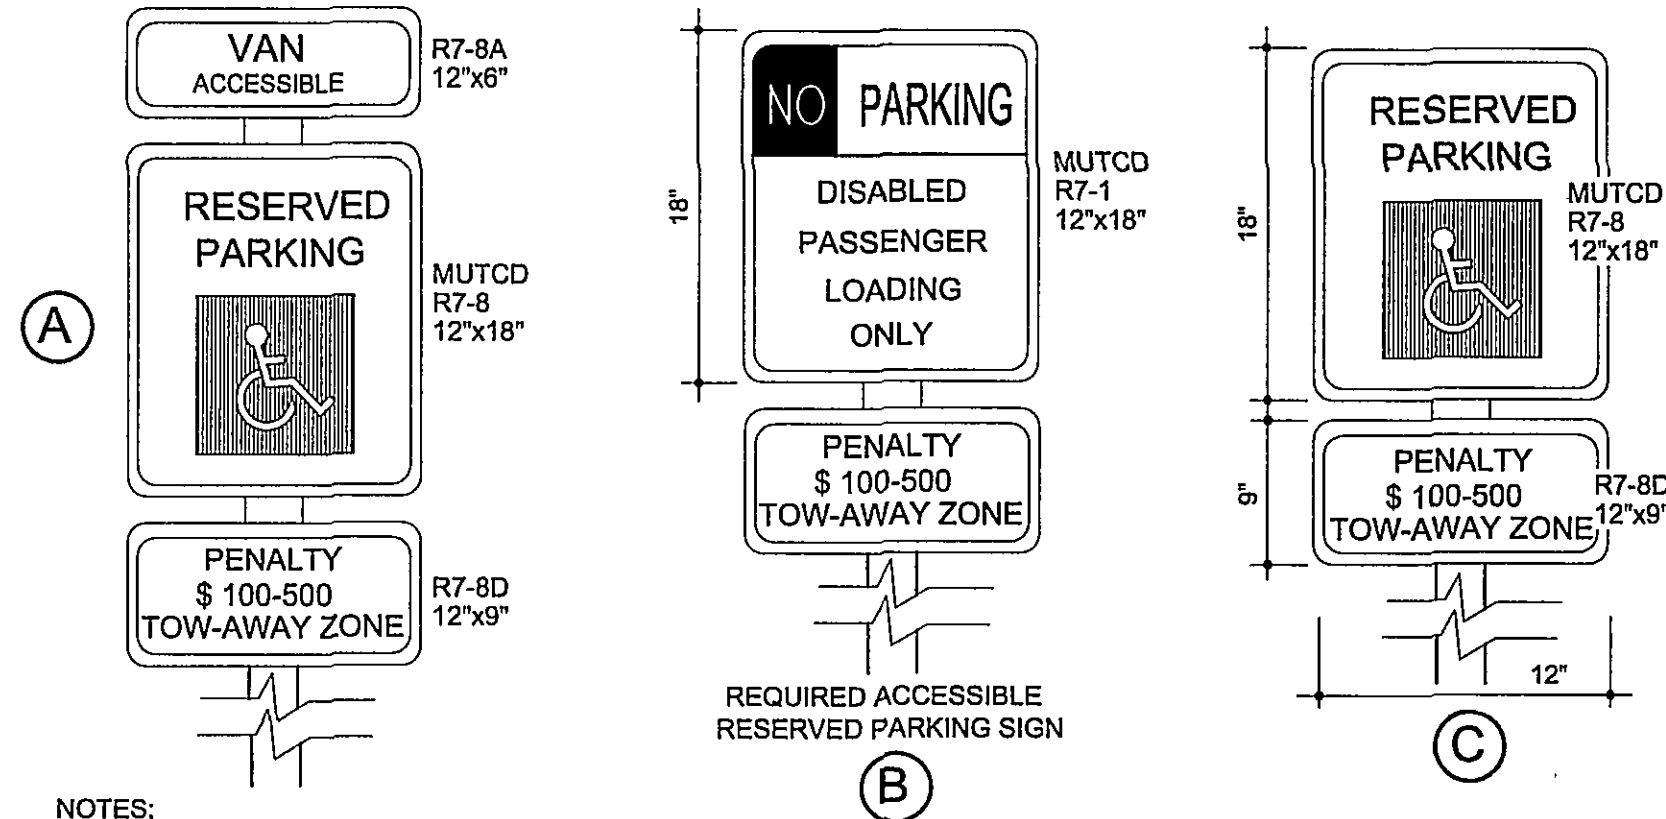 VAN
ACCESSIBLE
R7-8A
12"x6"
RESERVED
PARKING
MUTCD
R7-8
12"x18"
A
PENALTY
$ 100-500
TOW-AWAY ZONE
R7-8D
12"x9"
NOTES:
18"
NO PARKING
DISABLED
PASSENGER
LOADING
ONLY
MUTCD
R7-1
12"x18"
PENALTY
$ 100-500
TOW-AWAY ZONE
REQUIRED ACCESSIBLE
RESERVED PARKING SIGN
B
18"
RESERVED
PARKING
MUTCD
R7-8
12"x18"
9"
PENALTY
$ 100-500
TOW-AWAY ZONE
R7-8D
12"x9"
12"
C